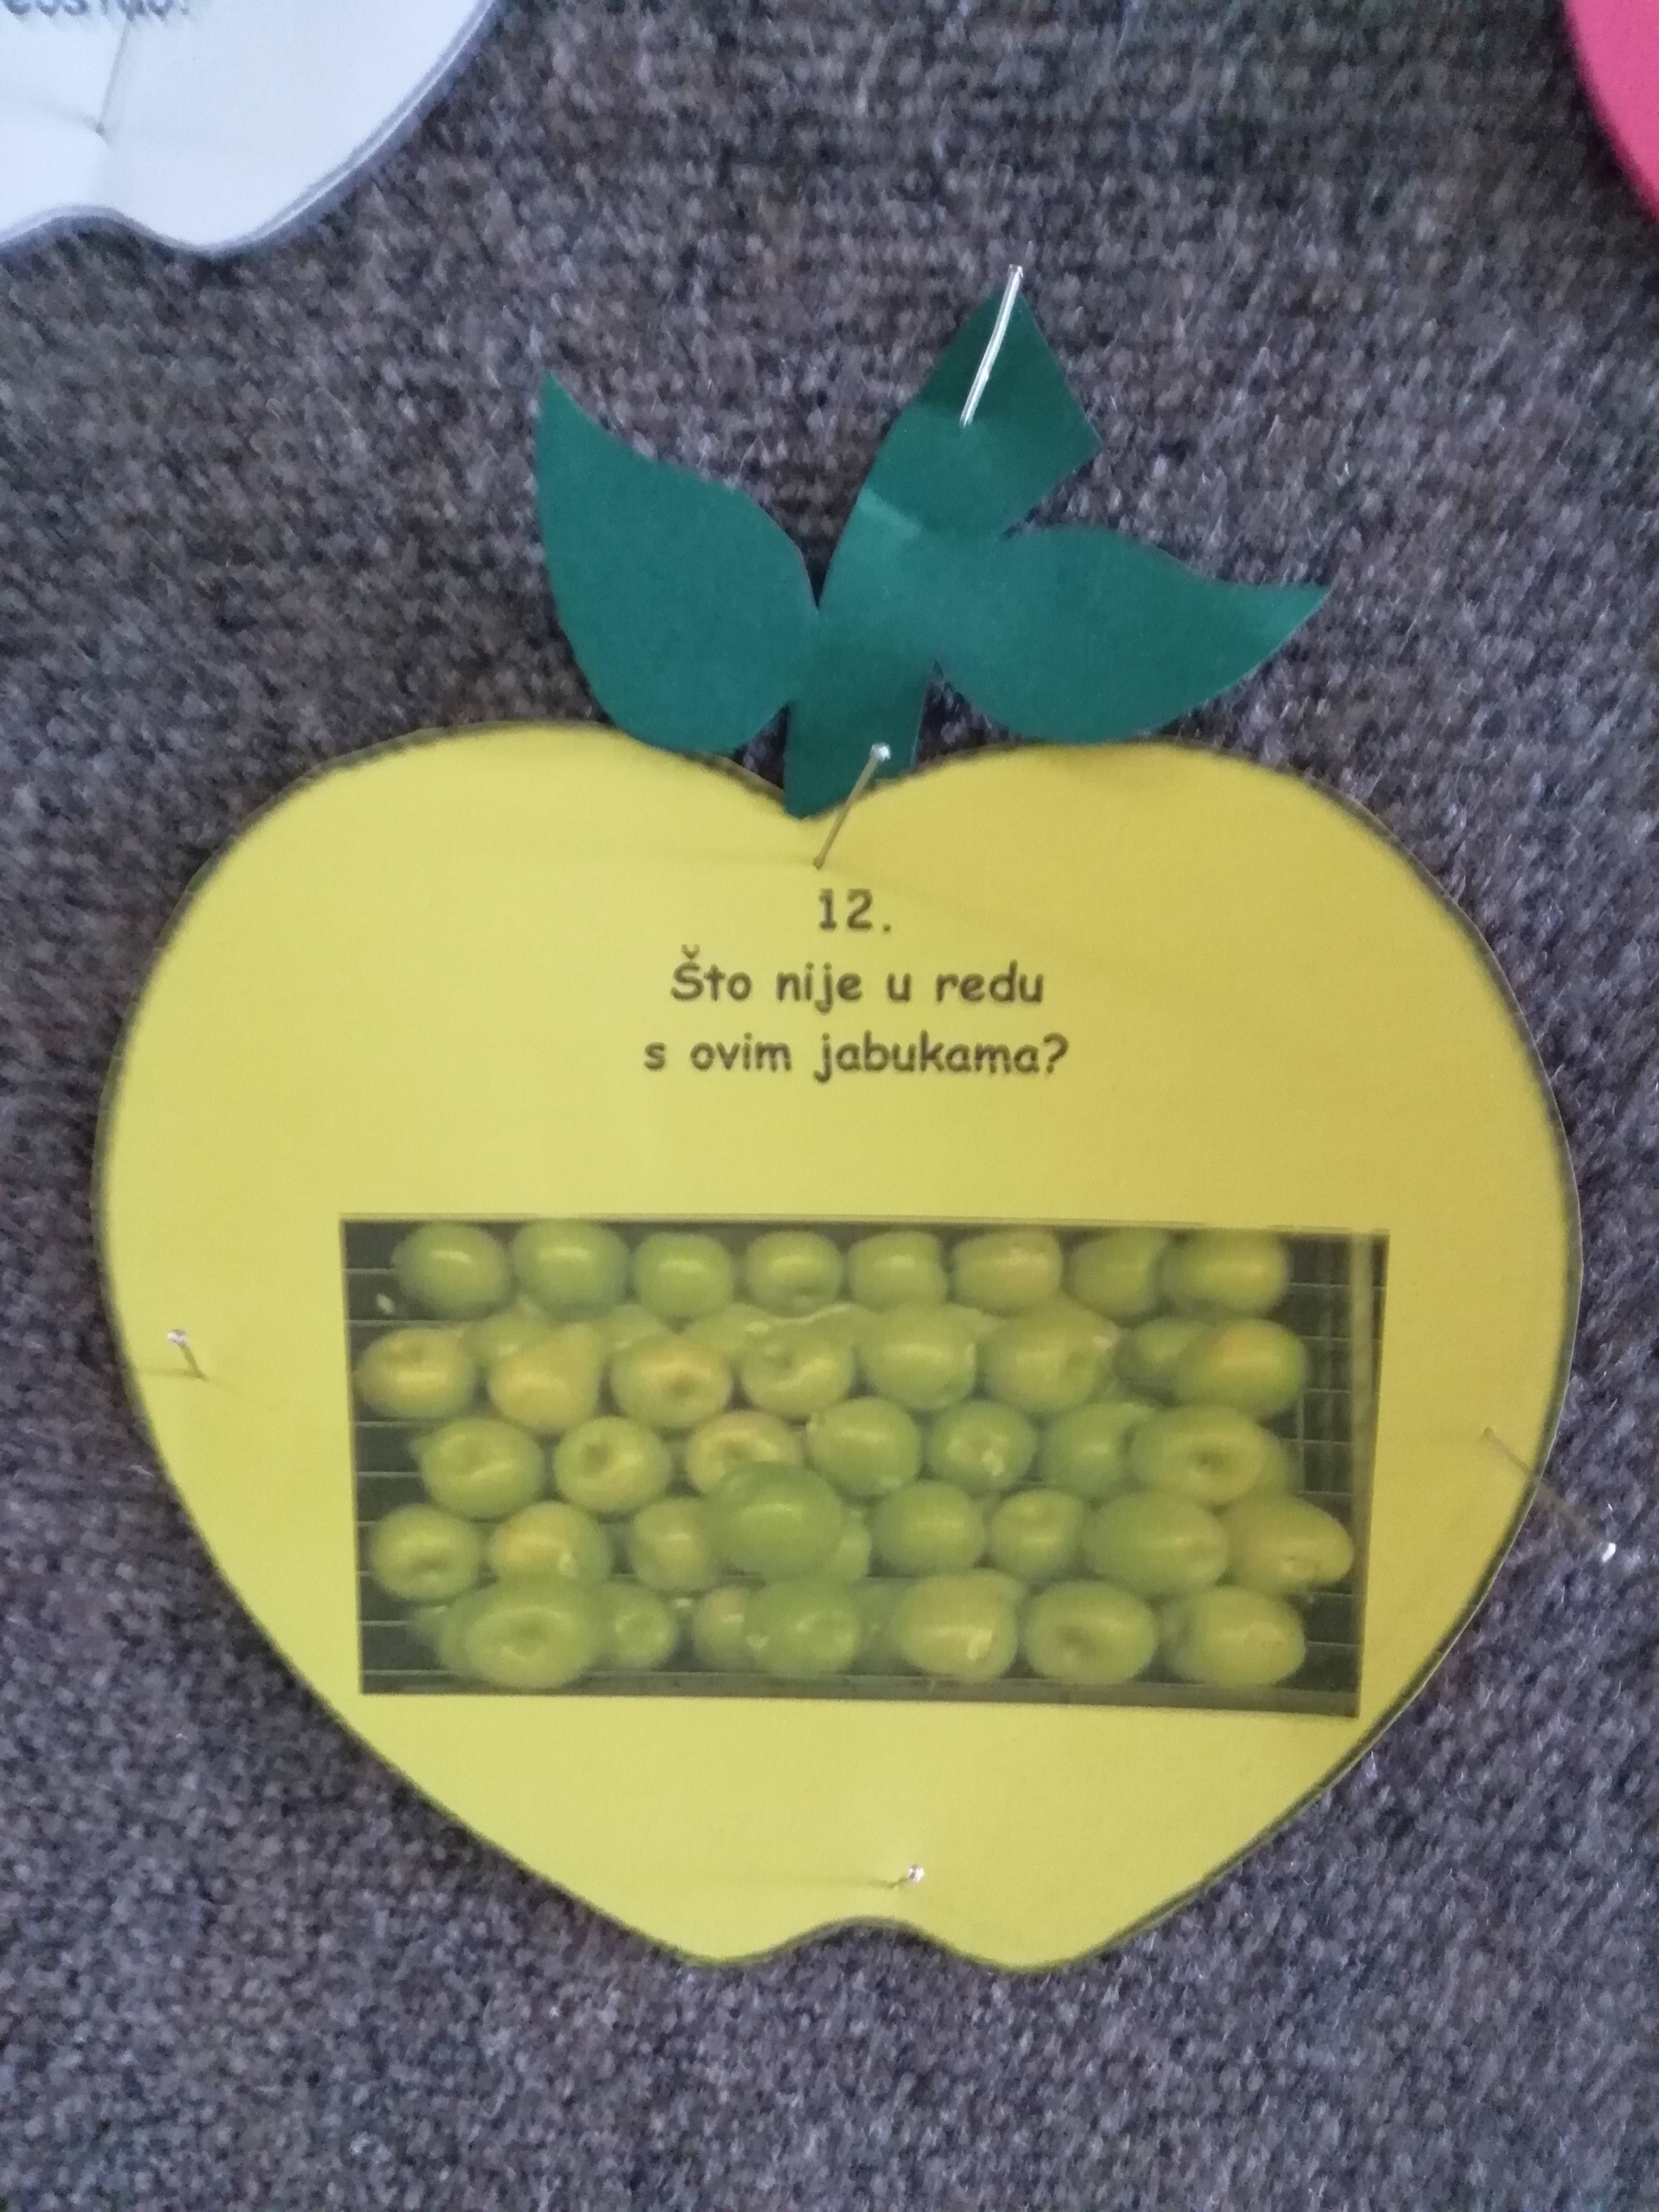 12.
Što nije u redu
s ovim jabukama?